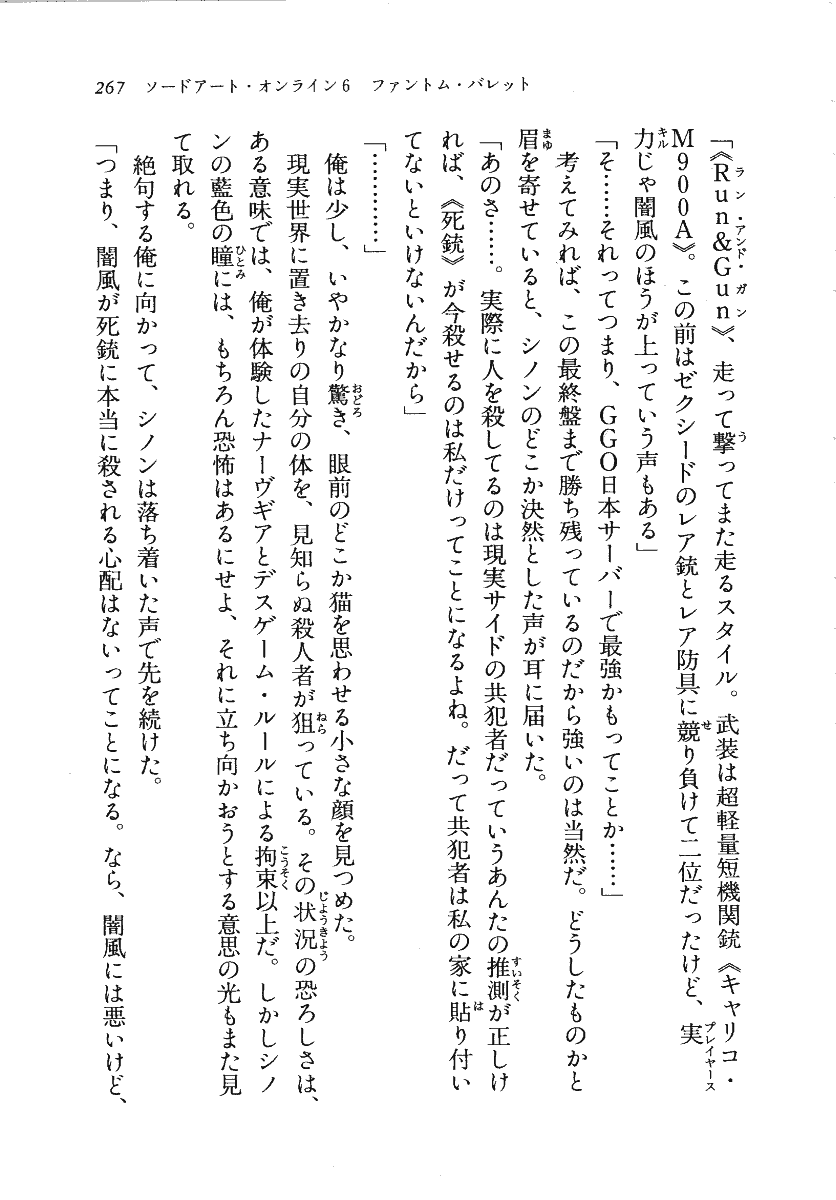 267　ソードアート・オンライン6　ファントム・バレット
「《Run&Gun》、走って撃ってまた走るスタイル。武装は超軽量短機関銃《キャリコ・
M900A》。この前はゼクシードのレア銃とレア防具に競り負けて二位だったけど、実
力じゃ闇風のほうが上っていう声もある」
「そ……それってつまり、GGO日本サーバーで最強かもってことか……」
　考えてみれば、この最終盤まで勝ち残っているのだから強いのは当然だ。どうしたものかと
眉を寄せていると、シノンのどこか決然とした声が耳に届いた。
「あのさ……。実際に人を殺してるのは現実サイドの共犯者だっていうあんたの推測が正しけ
れば、《死銃》が今殺せるのは私だけってことになるよね。だって共犯者は私の家に貼り付い
てないといけないんだから」
「…………」
　俺は少し、いやかなり驚き、眼前のどこか猫を思わせる小さな顔を見つめた。
　現実世界に置き去りの自分の体を、見知らぬ殺人者が狙っている。その状況の恐ろしさは、
ある意味では、俺が体験したナーヴギアとデスゲーム・ルールによる拘束以上だ。しかしシノ
ンの藍色の瞳には、もちろん恐怖はあるにせよ、それに立ち向かおうとする意思の光もまた見
て取れる。
　絶句する俺に向かって、シノンは落ち着いた声で先を続けた。
「つまり、闇風が死銃に本当に殺される心配はないってことになる。なら、闇風には悪いけど、